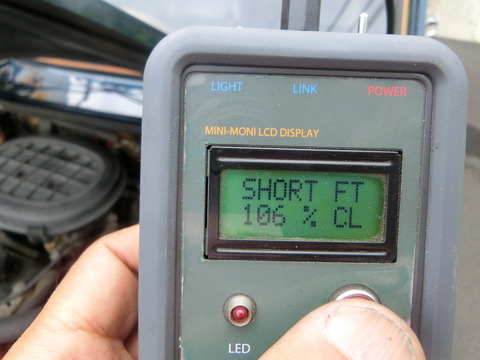 LIGHT LINK POWER
MINI-MONI LCD DISPLAY
SHORT FT
106 % CL
LED